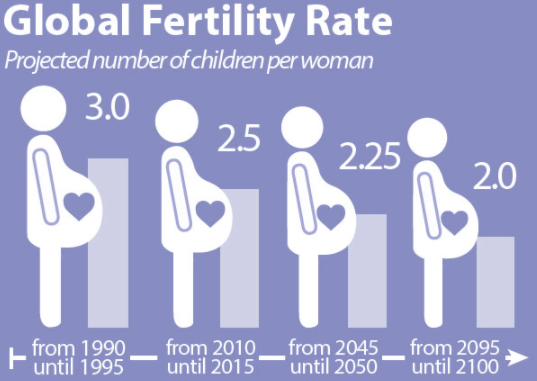 Global Fertility Rate
Projected number of children per woman
3.0
2.5
2.25
2.0
from 1990
until 1995
from 2010
until 2015
from 2045
until 2050
from 2095
until 2100